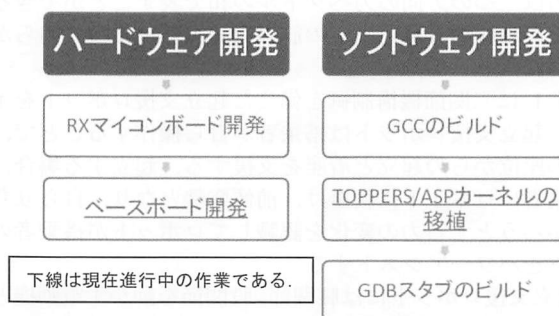 ハードウェア開発
RXマイコンボード開発
ベースボード開発
下線は現在進行中の作業である.
ソフトウェア開発
GCCのビルド
TOPPERS/ASPカーネルの
移植
GDBスタブのビルド